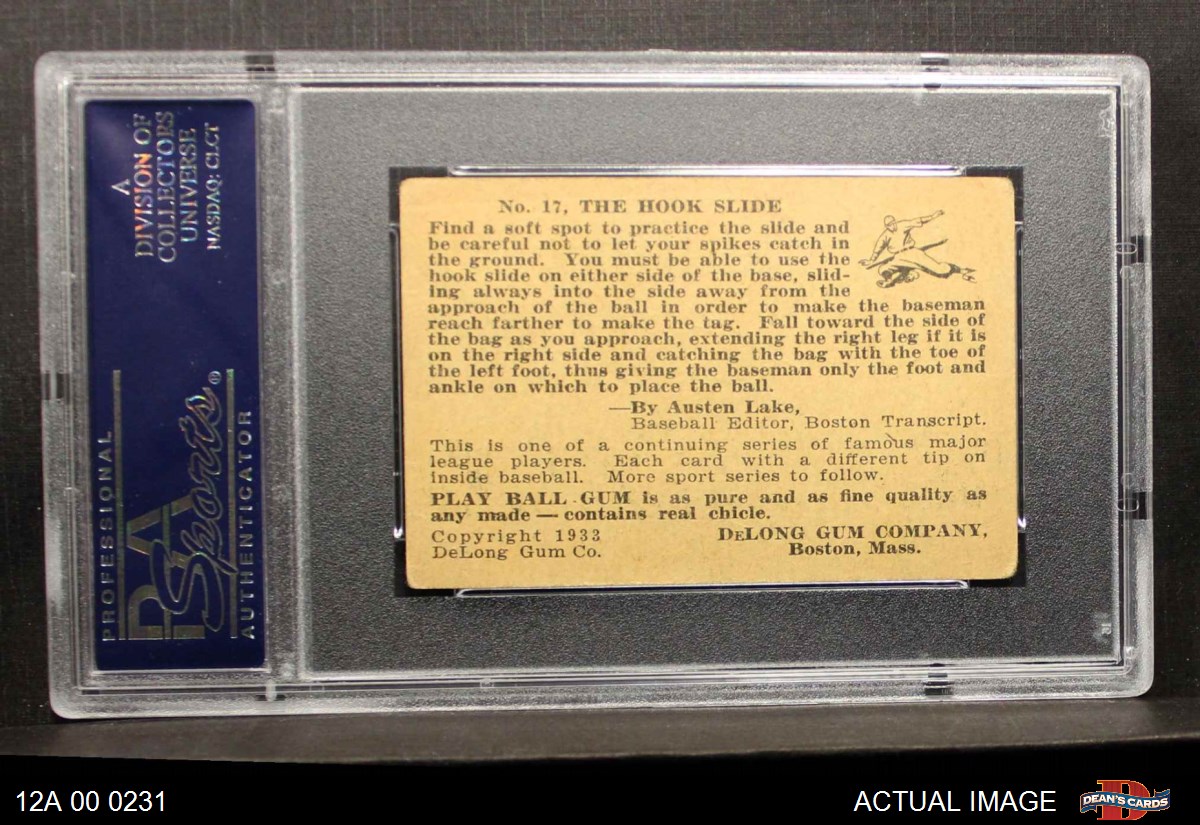 A
DIVISION OF
COLLECTORS
UNIVERSE
NASDAQ: CLCT
PROFESSIONAL
PSA
Sports®
AUTHENTICATOR
No. 17, THE HOOK SLIDE
Find a soft spot to practice the slide and
be careful not to let your spikes catch in
the ground. You must be able to use the
hook slide on either side of the base, slid-
ing always into the side away from the
approach of the ball in order to make the baseman
reach farther to make the tag. Fall toward the side of
the bag as you approach, extending the right leg if it is
on the right side and catching the bag with the toe of
the left foot, thus giving the baseman only the foot and
ankle on which to place the ball.
—By Austen Lake,
Baseball Editor, Boston Transcript.
This is one of a continuing series of famous major
league players. Each card with a different tip on
inside baseball. More sport series to follow.
PLAY BALL GUM is as pure and as fine quality as
any made — contains real chicle.
Copyright 1933
DeLong Gum Co.
DELONG GUM COMPANY,
Boston, Mass.
12A 00 0231
ACTUAL IMAGE
DEAN'S CARDS